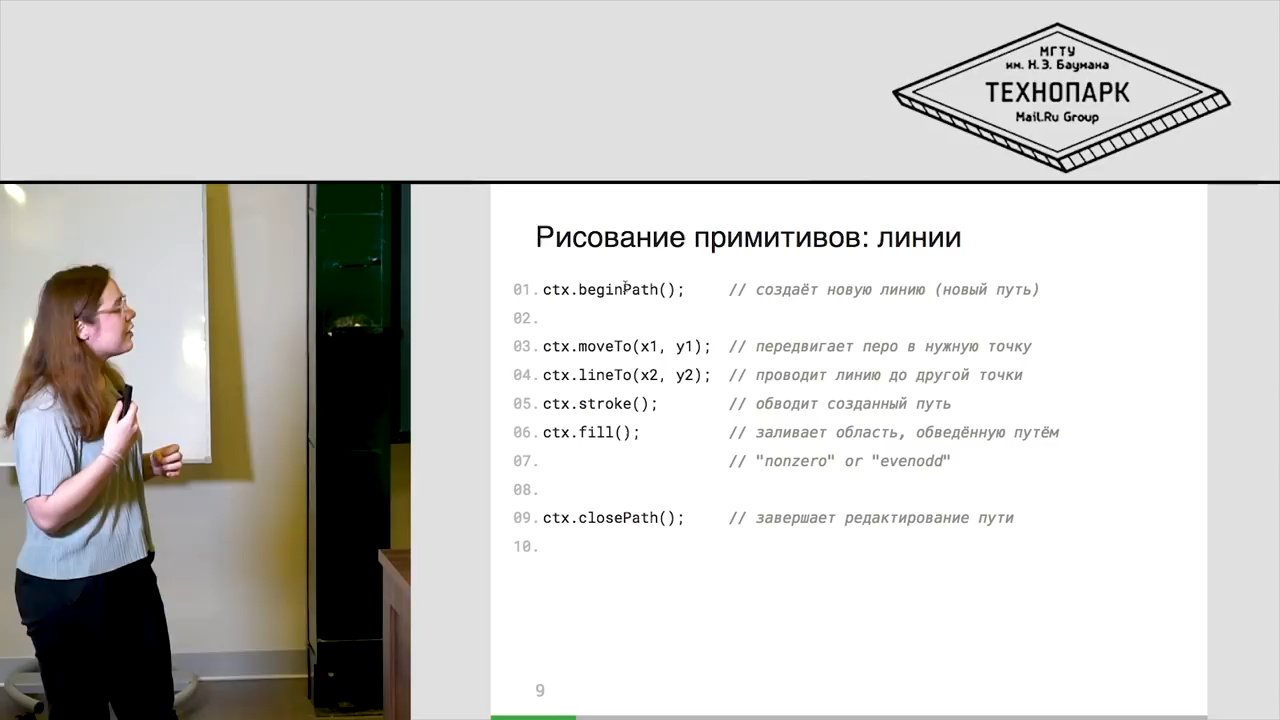 МГТУ
им. Н.Э. Баумана
ТЕХНОПАРК
Mail.Ru Group
Рисование примитивов: линии
01. ctx.beginPath(); // создаёт новую линию (новый путь)
02.
03. ctx.moveTo(x1, y1); // передвигает перо в нужную точку
04. ctx.lineTo(x2, y2); // проводит линию до другой точки
05. ctx.stroke(); // обводит созданный путь
06. ctx.fill(); // заливает область, обведённую путём
07. // "nonzero" or "evenodd"
08.
09. ctx.closePath(); // завершает редактирование пути
10.
9